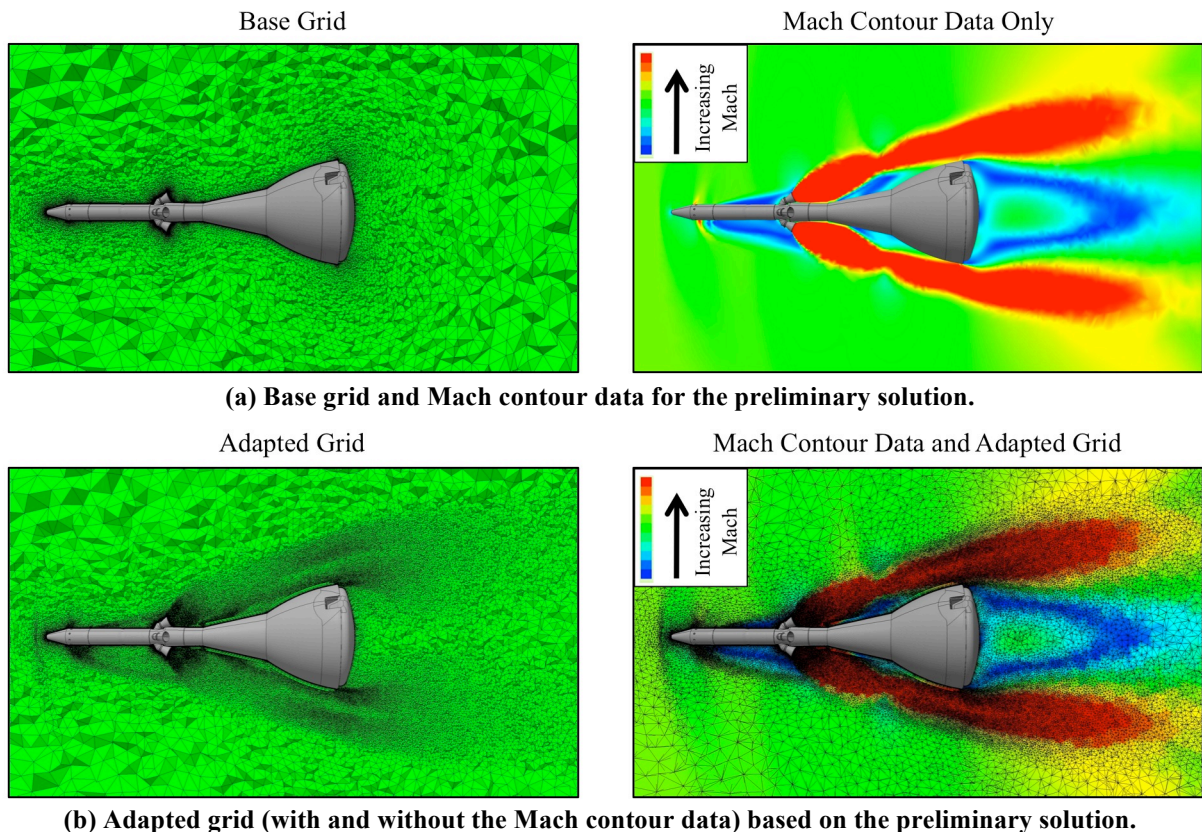 Base Grid
Mach Contour Data Only
Increasing
Mach
(a) Base grid and Mach contour data for the preliminary solution.
Adapted Grid
Mach Contour Data and Adapted Grid
Increasing
Mach
(b) Adapted grid (with and without the Mach contour data) based on the preliminary solution.